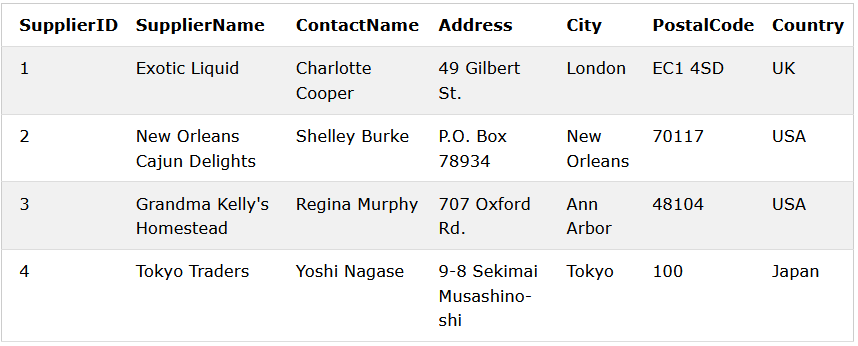 SupplierID SupplierName ContactName Address City PostalCode Country
1 Exotic Liquid Charlotte 49 Gilbert London EC1 4SD UK
Cooper St.
2 New Orleans Shelley Burke P.O. Box New 70117 USA
Cajun Delights 78934 Orleans
3 Grandma Kelly's Regina Murphy 707 Oxford Ann 48104 USA
Homestead Rd. Arbor
4 Tokyo Traders Yoshi Nagase 9-8 Sekimai Tokyo 100 Japan
Musashino-
shi